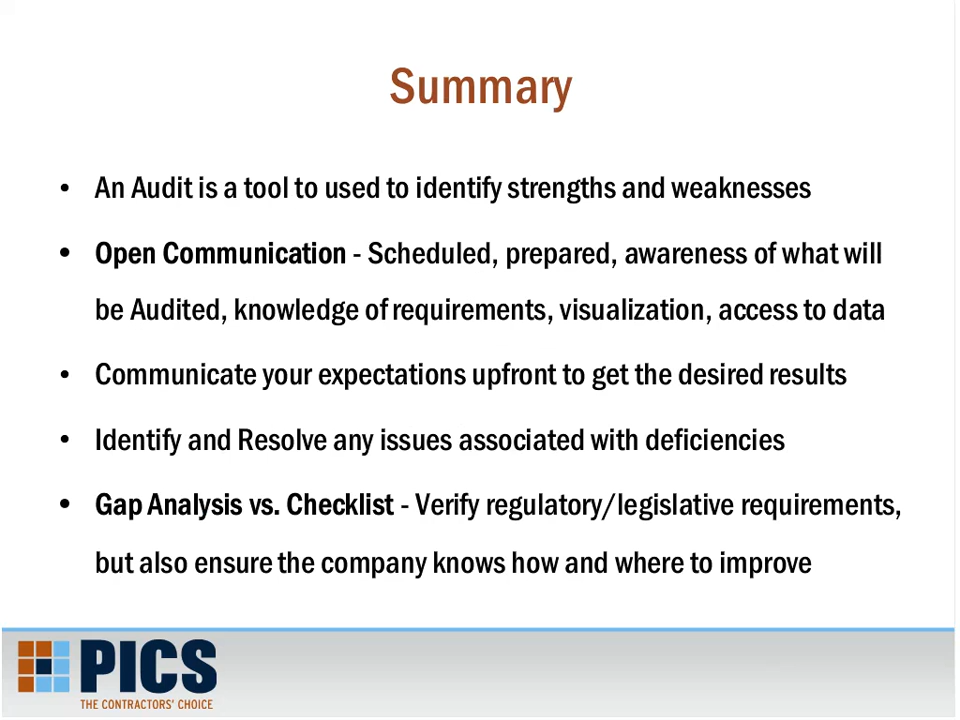 Summary
• An Audit is a tool to used to identify strengths and weaknesses
• Open Communication - Scheduled, prepared, awareness of what will
be Audited, knowledge of requirements, visualization, access to data
• Communicate your expectations upfront to get the desired results
• Identify and Resolve any issues associated with deficiencies
• Gap Analysis vs. Checklist - Verify regulatory/legislative requirements,
but also ensure the company knows how and where to improve
PICS
THE CONTRACTORS' CHOICE